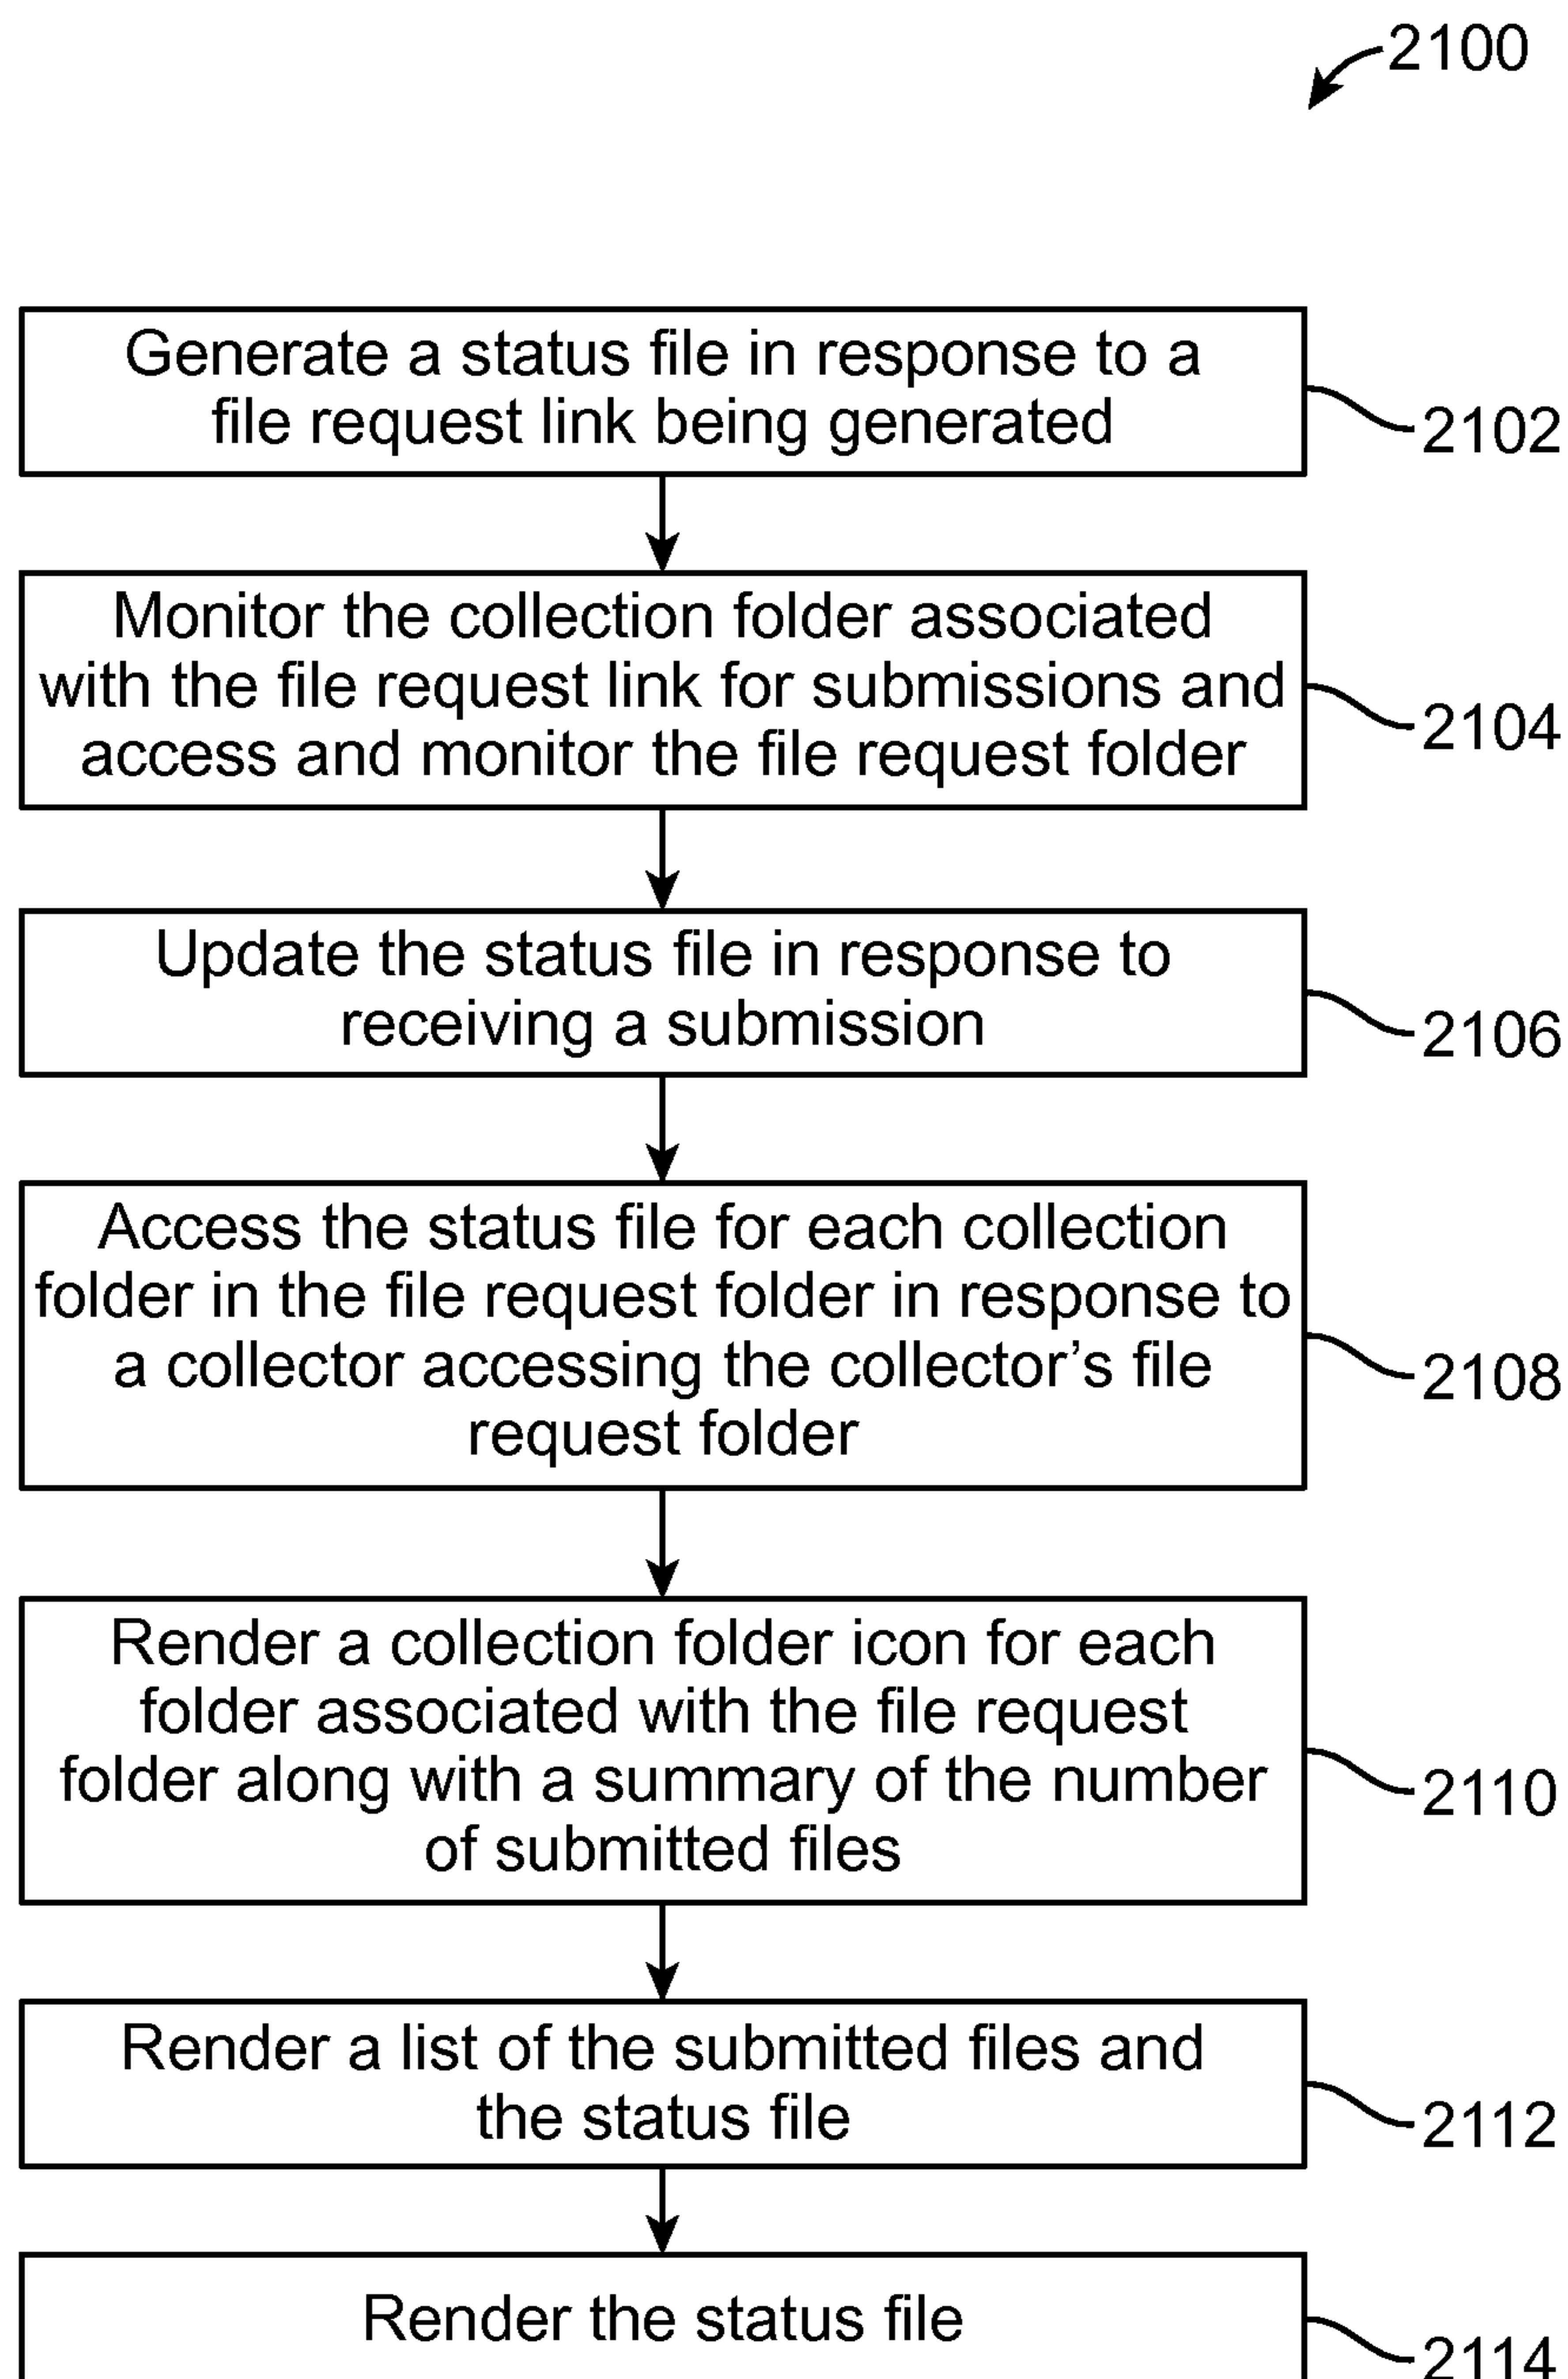 2100
Generate a status file in response to a
file request link being generated
2102
Monitor the collection folder associated
with the file request link for submissions and
access and monitor the file request folder
2104
Update the status file in response to
receiving a submission
2106
Access the status file for each collection
folder in the file request folder in response to
a collector accessing the collector’s file
request folder
2108
Render a collection folder icon for each
folder associated with the file request
folder along with a summary of the number
of submitted files
2110
Render a list of the submitted files and
the status file
2112
Render the status file
2114